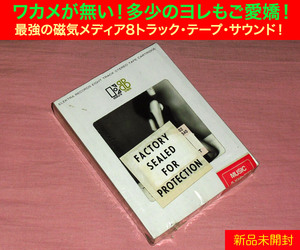 ワカメが無い！多少のヨレもご愛嬌！
最強の磁気メディア8トラック・テープ・サウンド！
FACTORY
SEALED
FOR
PROTECTION
MUSIC
新品未開封